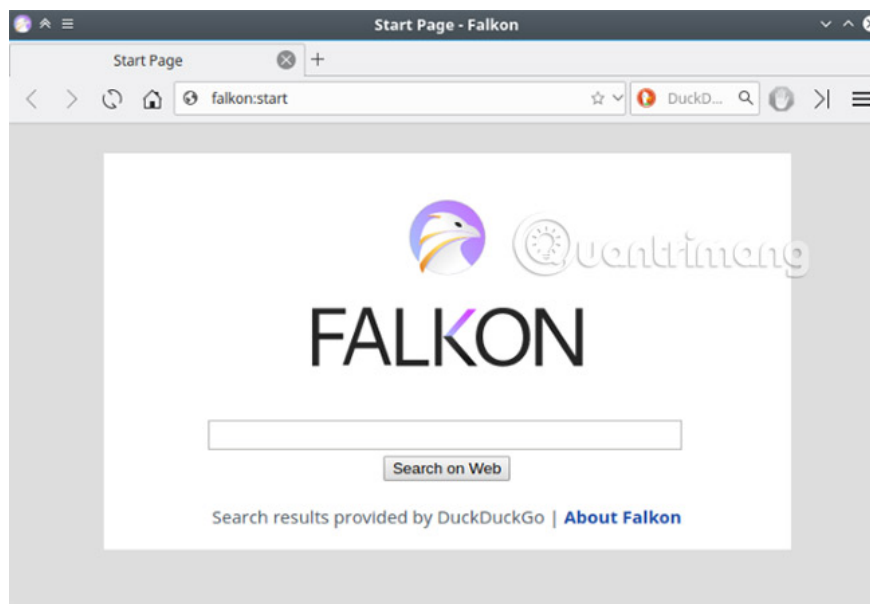 Start Page - Falkon
Start Page
falkon:start
DuckD...
Quantrimang
FALKON
Search on Web
Search results provided by DuckDuckGo | About Falkon